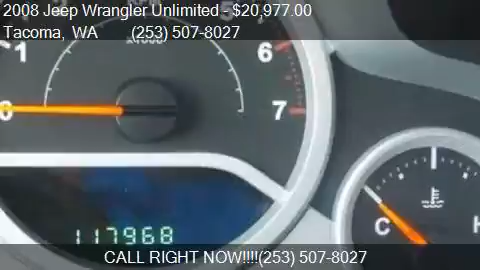 2008 Jeep Wrangler Unlimited - $20,977.00
Tacoma, WA (253) 507-8027
x1000
6
0
7
C
H
117968
CALL RIGHT NOW!!!!(253) 507-8027